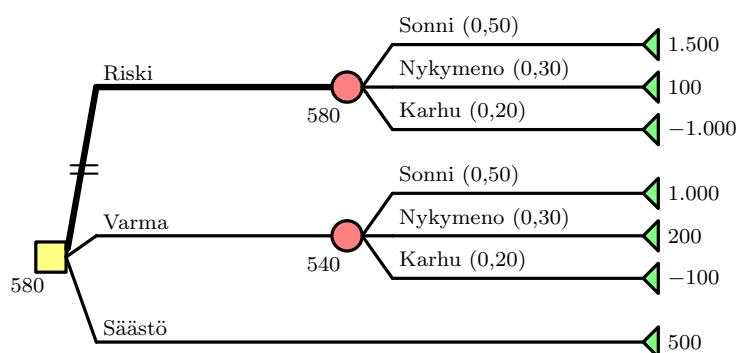 Sonni (0,50)
1.500
Riski
Nykymeno (0,30)
100
580
Karhu (0,20)
−1.000
Sonni (0,50)
1.000
Varma
Nykymeno (0,30)
200
540
Karhu (0,20)
−100
580
Säästö
500